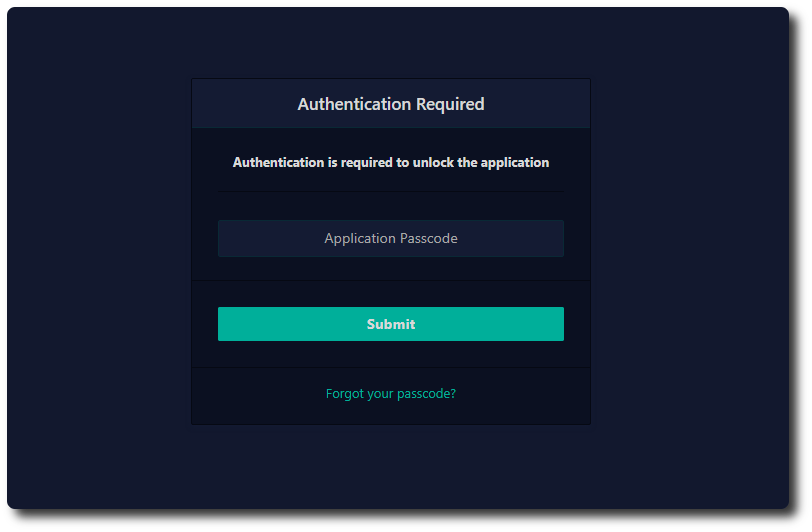 Authentication Required
Authentication is required to unlock the application
Application Passcode
Submit
Forgot your passcode?